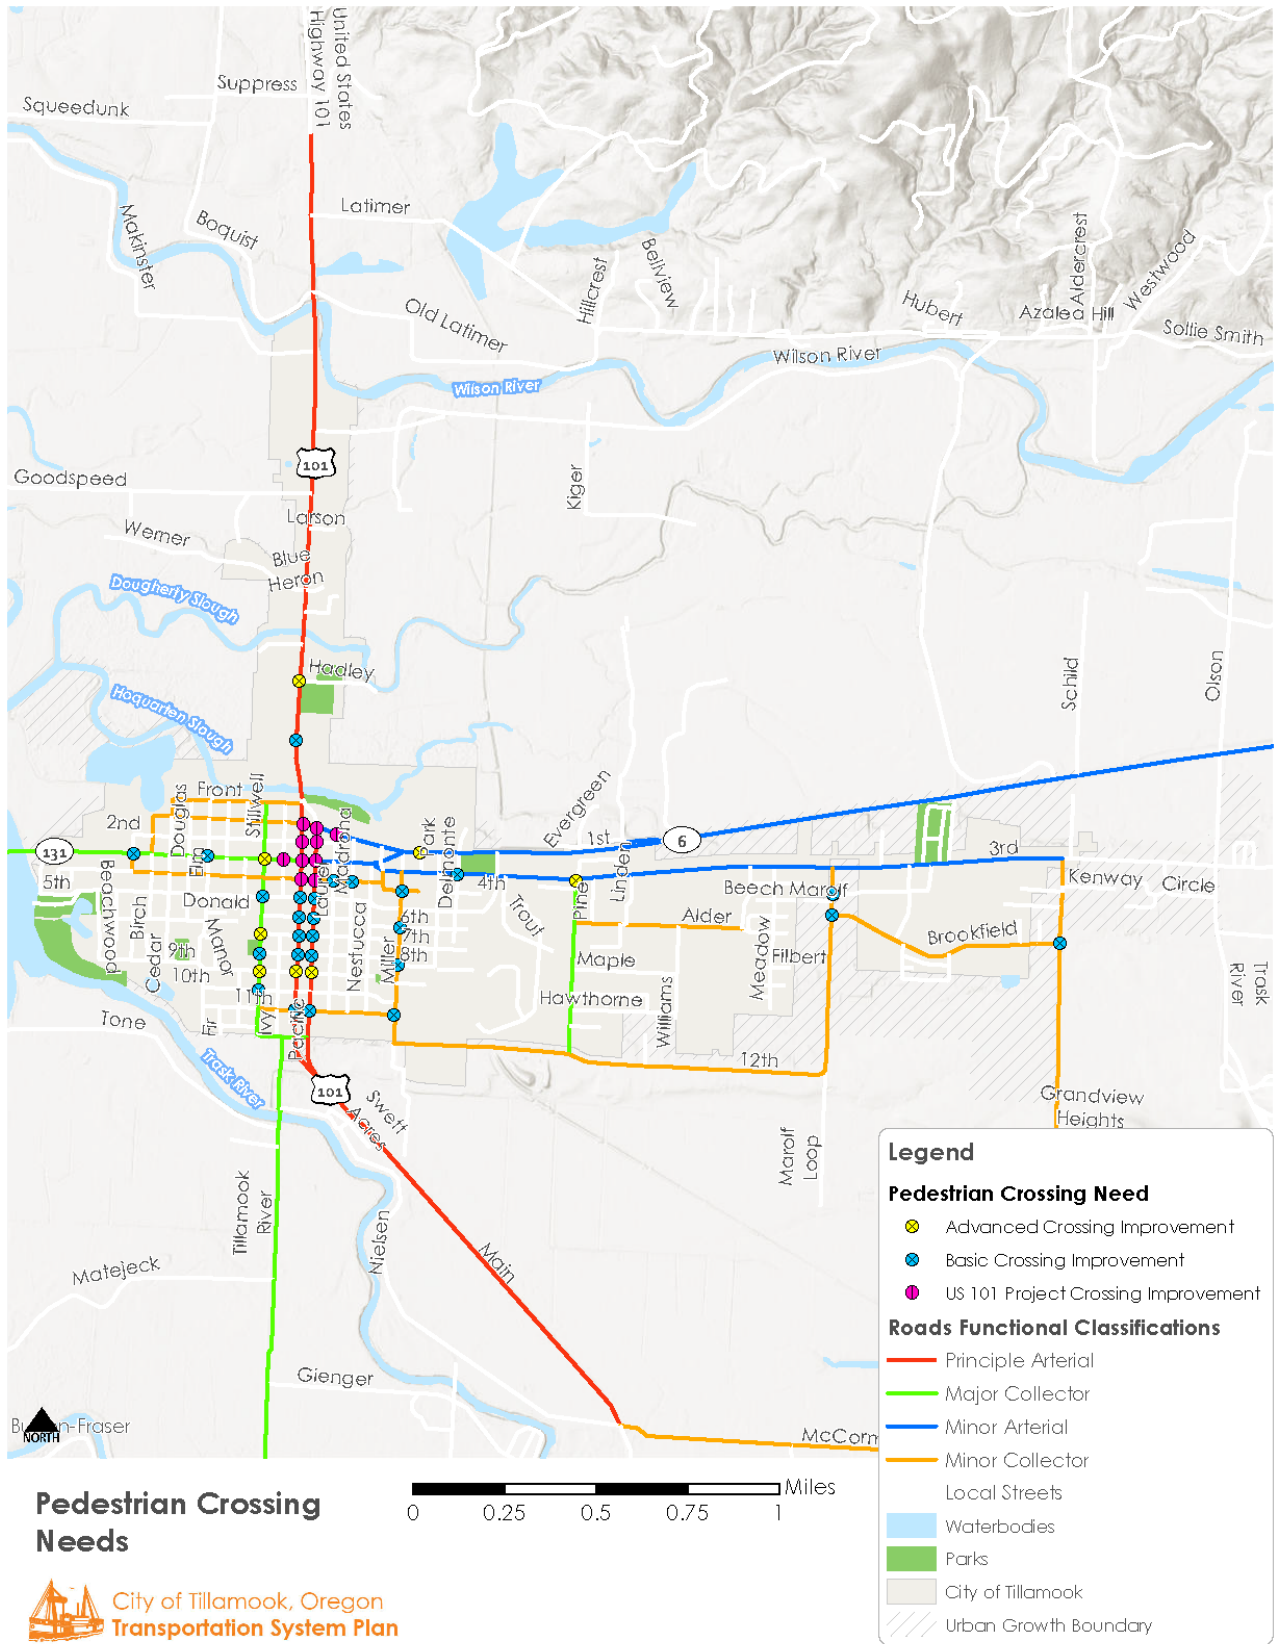 United States
Highway 101
Suppress
Squeedunk
Latimer
Makinster
Boquist
Bellview
Hillcrest
Aldercrest
Westwood
Old Latimer
Hubert
Azalea Hill
Sollie Smith
Wilson River
Wilson River
101
Goodspeed
Kiger
Larson
Werner
Blue
Heron
Dougherty Slough
Hadley
Schild
Olson
Hoquarten Slough
Front
Stillwell
Douglas
2nd
Evergreen
Park
Madrona
Delmonte
1st
6
131
Elm
Linden
3rd
5th
Beachwood
Laurel
4th
Pine
Beech
Marolf
Kenway
Circle
Birch
Donald
Trout
6th
Alder
7th
Brookfield
Manor
Nestucca
Miller
8th
Meadow
Filbert
9th
Cedar
10th
Maple
11th
Hawthorne
Williams
Trask
River
Tone
Fir
Ivy
Pacific
12th
Trask River
101
Swett
Acres
Grandview
Heights
Marolf
Loop
Tillamook
River
Nielsen
Main
Matejeck
Gienger
NORTH
Legend
Pedestrian Crossing Need
Advanced Crossing Improvement
Basic Crossing Improvement
US 101 Project Crossing Improvement
Roads Functional Classifications
Principle Arterial
Major Collector
Minor Arterial
Minor Collector
Local Streets
Waterbodies
Parks
City of Tillamook
Urban Growth Boundary
Miles
0 0.25 0.5 0.75 1
Pedestrian Crossing
Needs
City of Tillamook, Oregon
Transportation System Plan